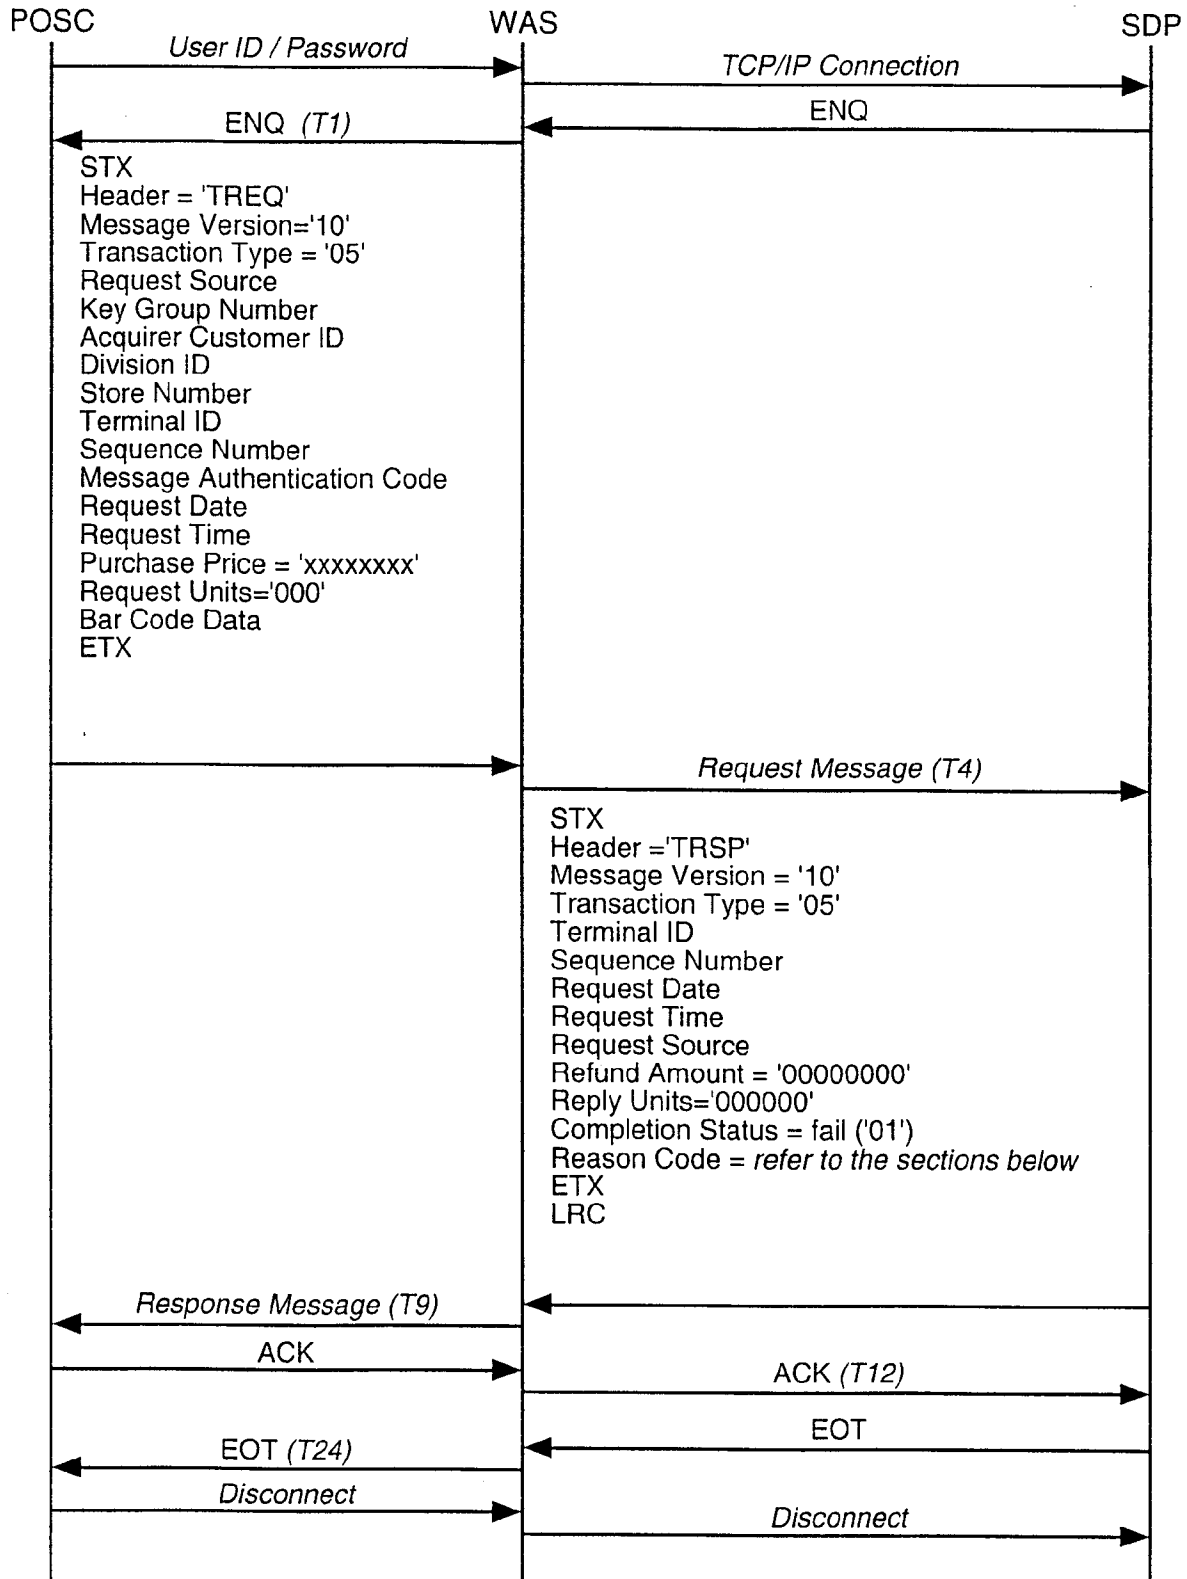 POSC
WAS
SDP
User ID / Password
TCP/IP Connection
ENQ
ENQ (T1)
STX
Header = 'TREQ'
Message Version='10'
Transaction Type = '05'
Request Source
Key Group Number
Acquirer Customer ID
Division ID
Store Number
Terminal ID
Sequence Number
Message Authentication Code
Request Date
Request Time
Purchase Price = 'xxxxxxxx'
Request Units='000'
Bar Code Data
ETX
Request Message (T4)
STX
Header ='TRSP'
Message Version = '10'
Transaction Type = '05'
Terminal ID
Sequence Number
Request Date
Request Time
Request Source
Refund Amount = '00000000'
Reply Units='000000'
Completion Status = fail ('01')
Reason Code = refer to the sections below
ETX
LRC
Response Message (T9)
ACK
ACK (T12)
EOT
EOT (T24)
Disconnect
Disconnect